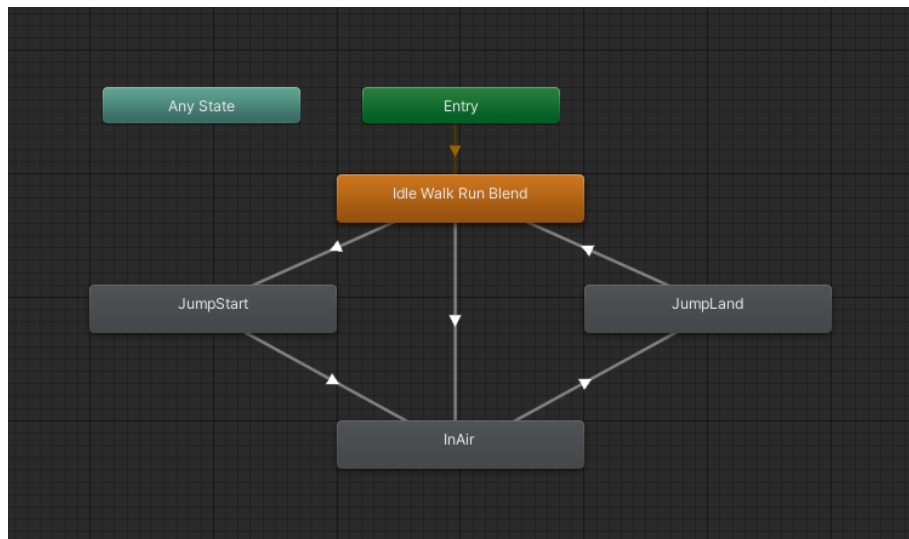 Any State
Entry
Idle Walk Run Blend
JumpStart
JumpLand
InAir